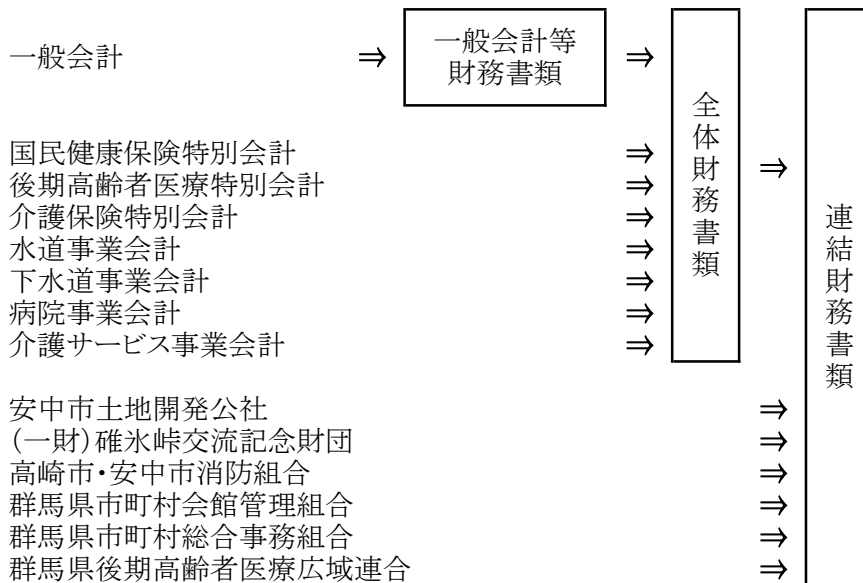 一般会計 ⇒ 一般会計等 ⇒
財務書類
国民健康保険特別会計 ⇒
後期高齢者医療特別会計 ⇒
介護保険特別会計 ⇒
水道事業会計 ⇒
下水道事業会計 ⇒
病院事業会計 ⇒
介護サービス事業会計 ⇒
全体財務書類 ⇒
安中市土地開発公社 ⇒
(一財)碓氷峠交流記念財団 ⇒
高崎市・安中市消防組合 ⇒
群馬県市町村会館管理組合 ⇒
群馬県市町村総合事務組合 ⇒
群馬県後期高齢者医療広域連合 ⇒
連結財務書類